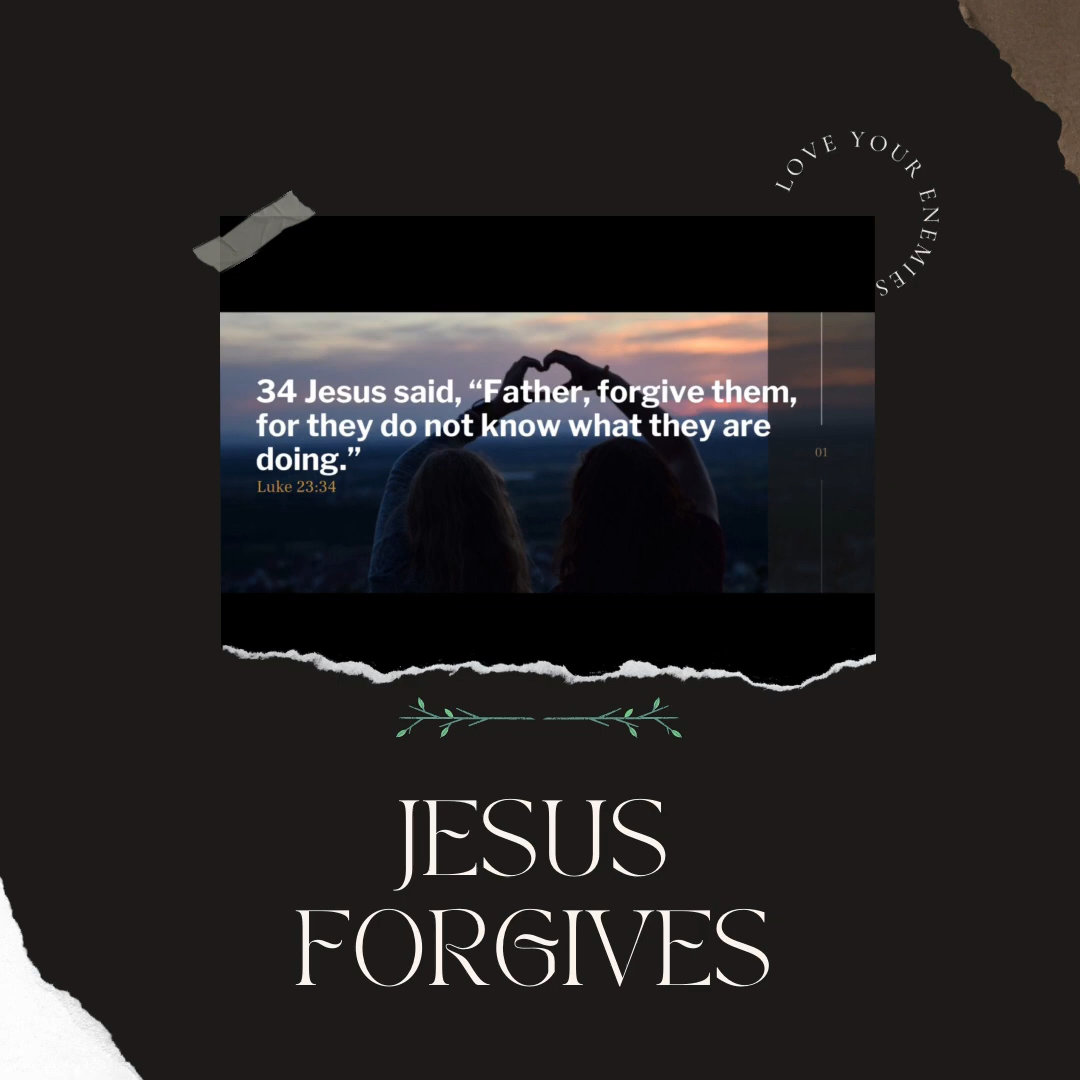 LOVE YOUR ENEMIES
34 Jesus said, “Father, forgive them,
for they do not know what they are
doing.”
Luke 23:34
01
JESUS
FORGIVES